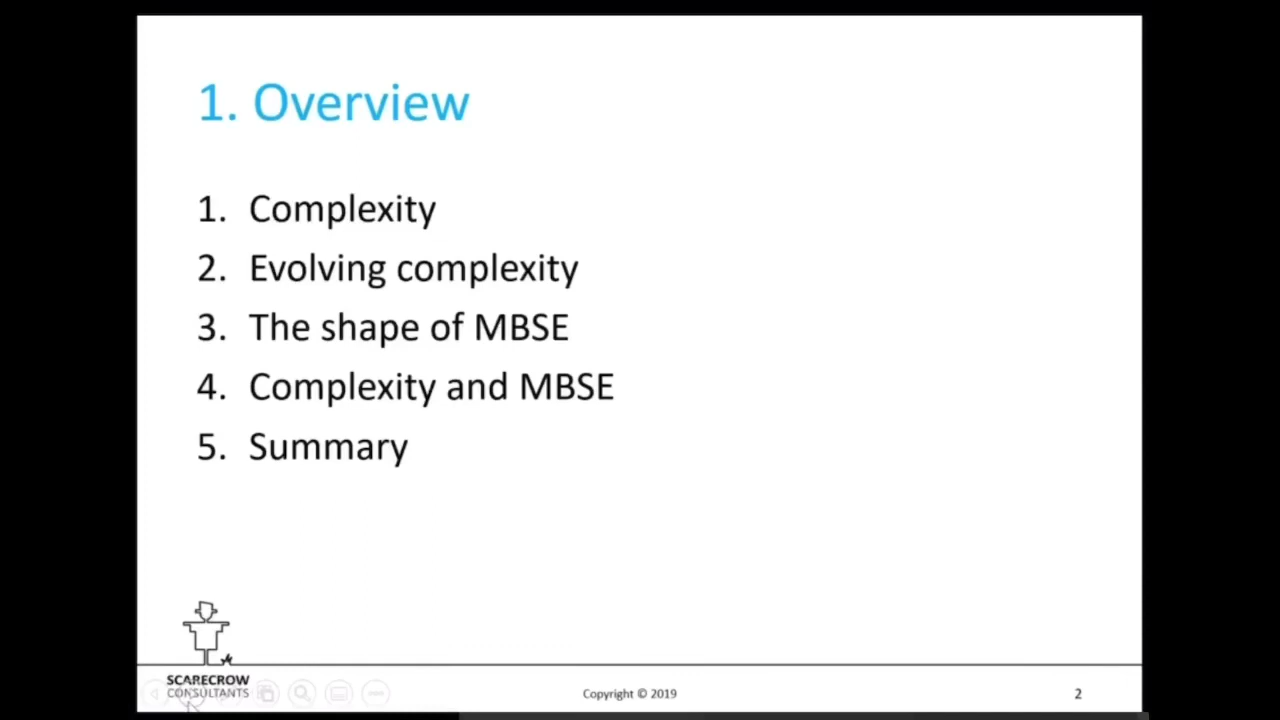 1. Overview
1. Complexity
2. Evolving complexity
3. The shape of MBSE
4. Complexity and MBSE
5. Summary
SCARECROW
CONSULTANTS
Copyright © 2019
2